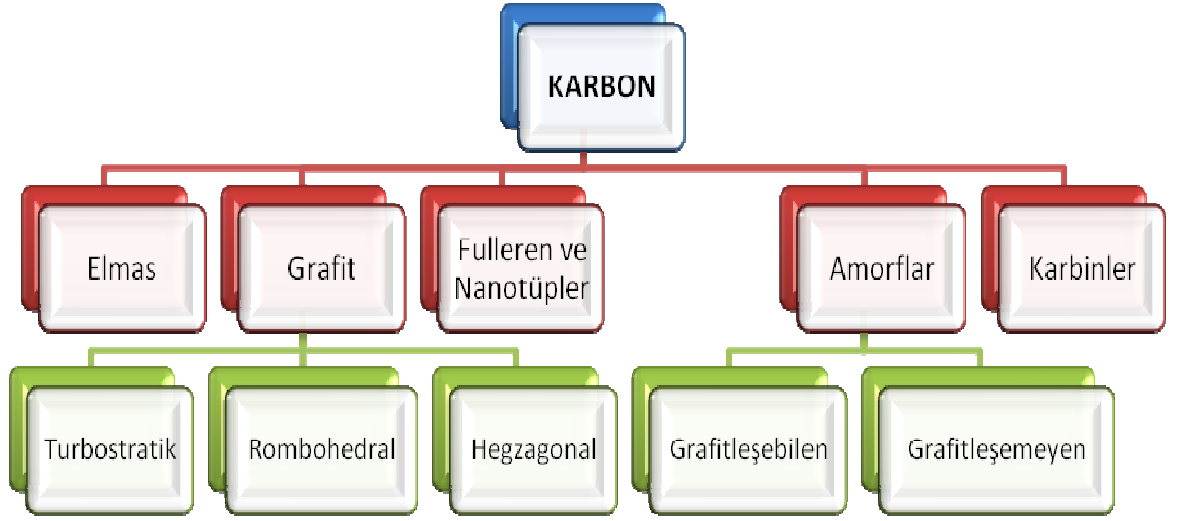 KARBON
Elmas
Grafit
Fulleren ve
Nanotüpler
Amorflar
Karbinler
Turbostratik
Rombohedral
Hegzagonal
Grafitleşebilen
Grafitleşemeyen